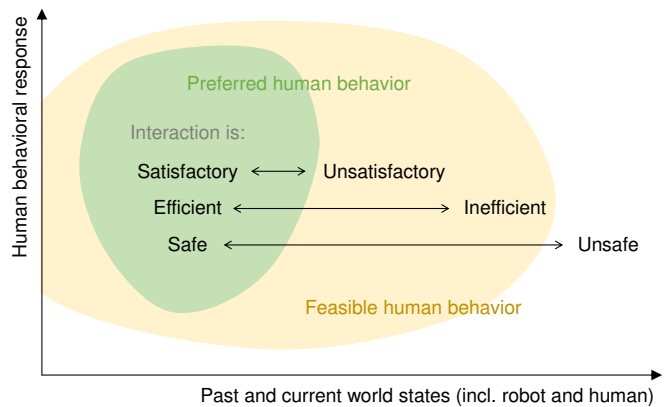 Human behavioral response
Preferred human behavior
Interaction is:
Satisfactory Unsatisfactory
Efficient Inefficient
Safe Unsafe
Feasible human behavior
Past and current world states (incl. robot and human)